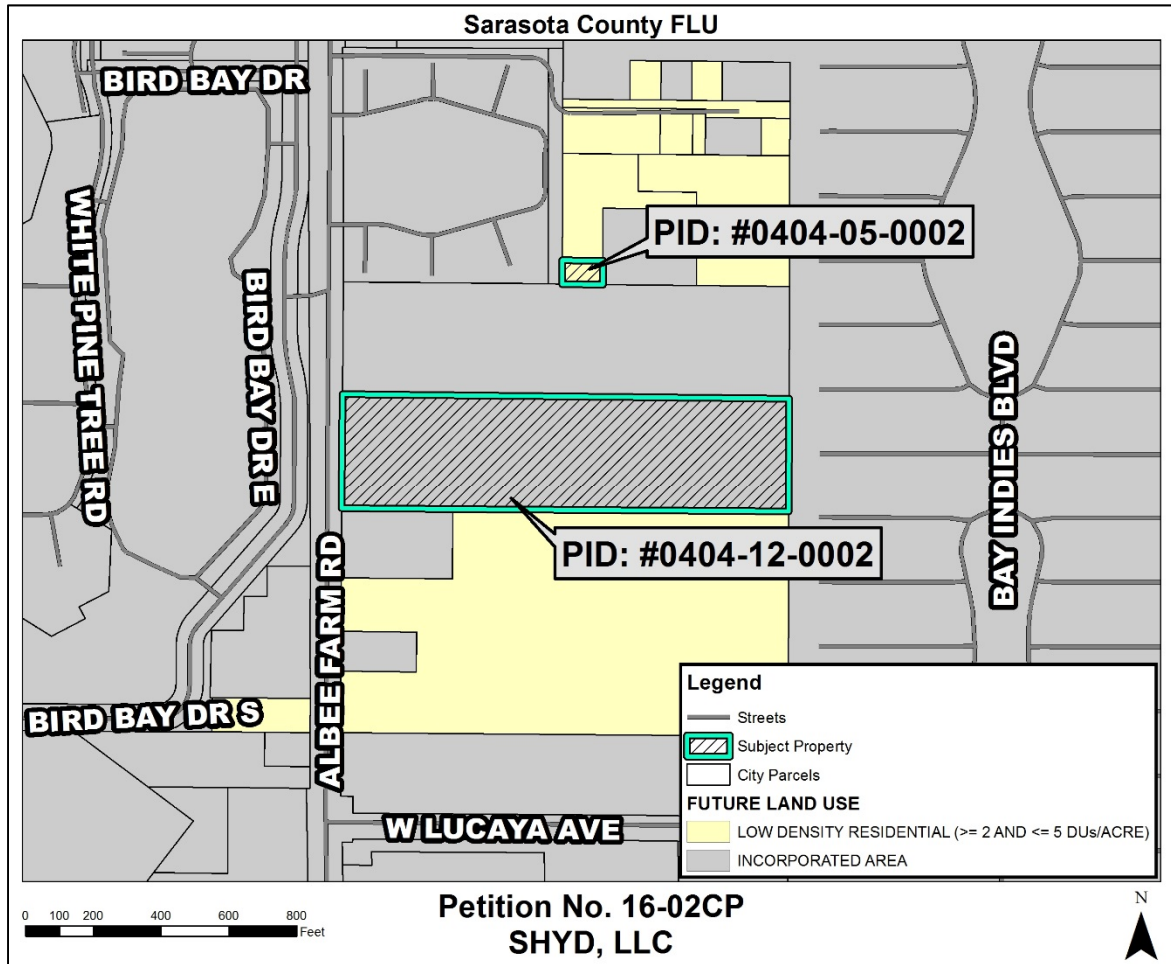 Sarasota County FLU
BIRD BAY DR
WHITE PINE TREE RD
BIRD BAY DR E
PID: #0404-05-0002
BAY INDIES BLVD
PID: #0404-12-0002
ALBEE FARM RD
BIRD BAY DR S
W LUCAYA AVE
Legend
Streets
Subject Property
City Parcels
FUTURE LAND USE
LOW DENSITY RESIDENTIAL (>= 2 AND <= 5 DUs/ACRE)
INCORPORATED AREA
0 100 200 400 600 800
Feet
Petition No. 16-02CP
SHYD, LLC
N